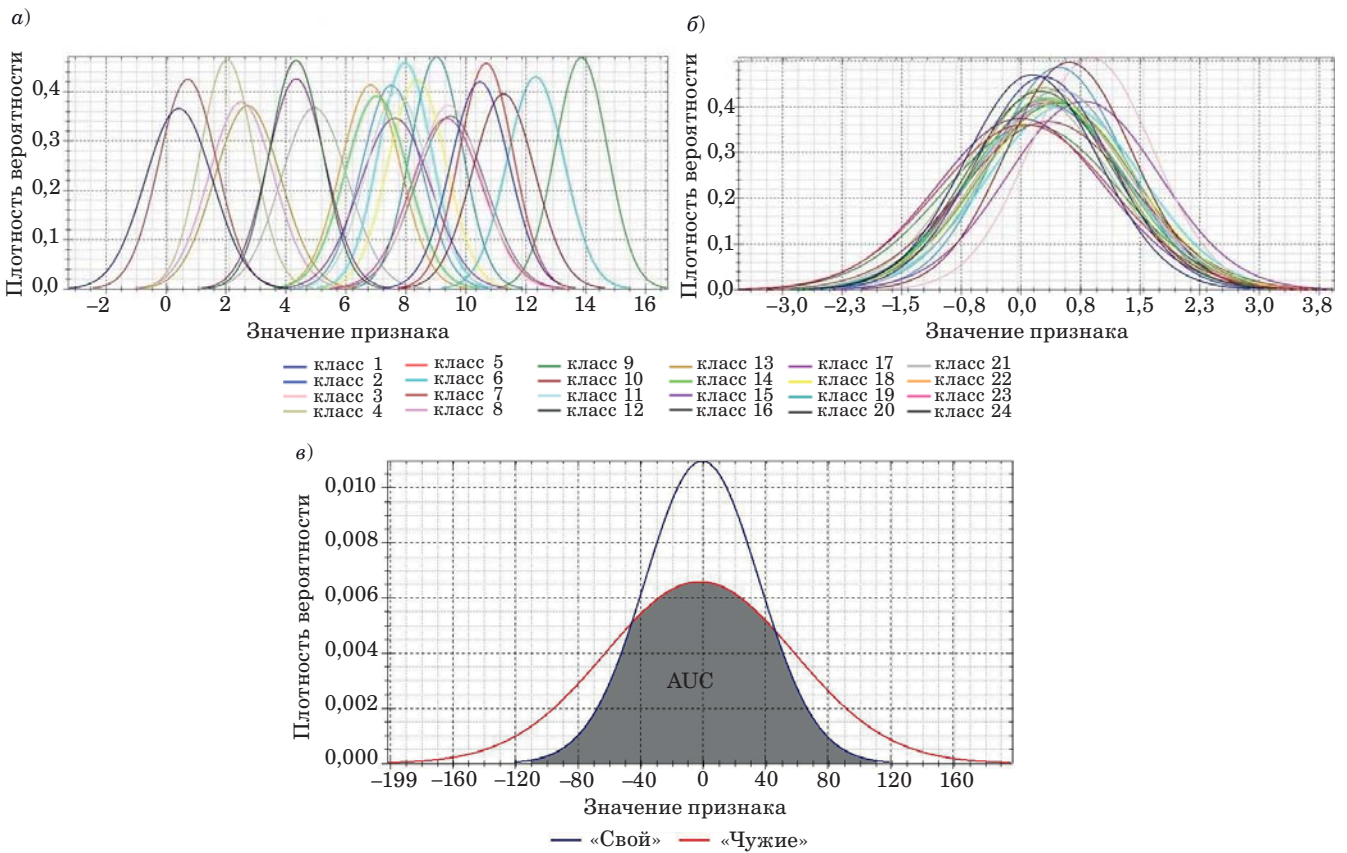 а)
Плотность вероятности
0,4
0,3
0,2
0,1
0,0
–2 0 2 4 6 8 10 12 14 16
Значение признака
б)
Плотность вероятности
0,4
0,3
0,2
0,1
0,0
–3,0 –2,3 –1,5 –0,8 0,0 0,8 1,5 2,3 3,0 3,8
Значение признака
класс 1 класс 5 класс 9 класс 13 класс 17 класс 21
класс 2 класс 6 класс 10 класс 14 класс 18 класс 22
класс 3 класс 7 класс 11 класс 15 класс 19 класс 23
класс 4 класс 8 класс 12 класс 16 класс 20 класс 24
в)
Плотность вероятности
0,010
0,008
0,006
0,004
0,002
0,000
AUC
–199 –160 –120 –80 –40 0 40 80 120 160
Значение признака
«Свой» «Чужие»